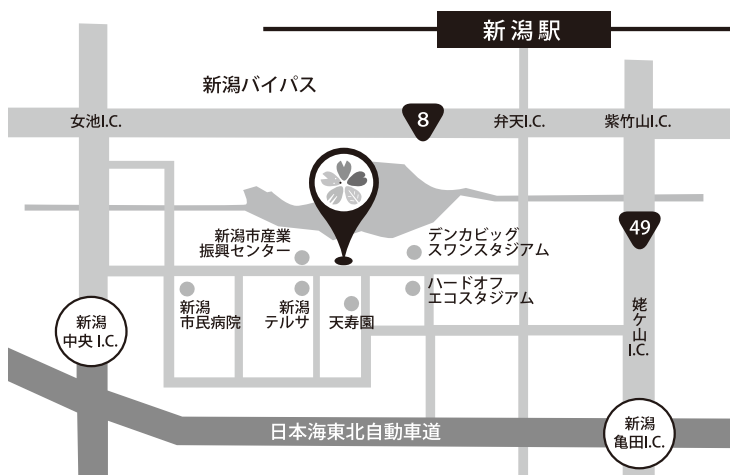 新潟駅
新潟バイパス
8
女池I.C.
弁天I.C.
紫竹山I.C.
新潟市産業
振興センター
デンカビッグ
スワンスタジアム
49
新潟
市民病院
新潟
テルサ
天寿園
ハードオフ
エコスタジアム
姥ケ山I.C.
新潟
中央 I.C.
日本海東北自動車道
新潟
亀田I.C.